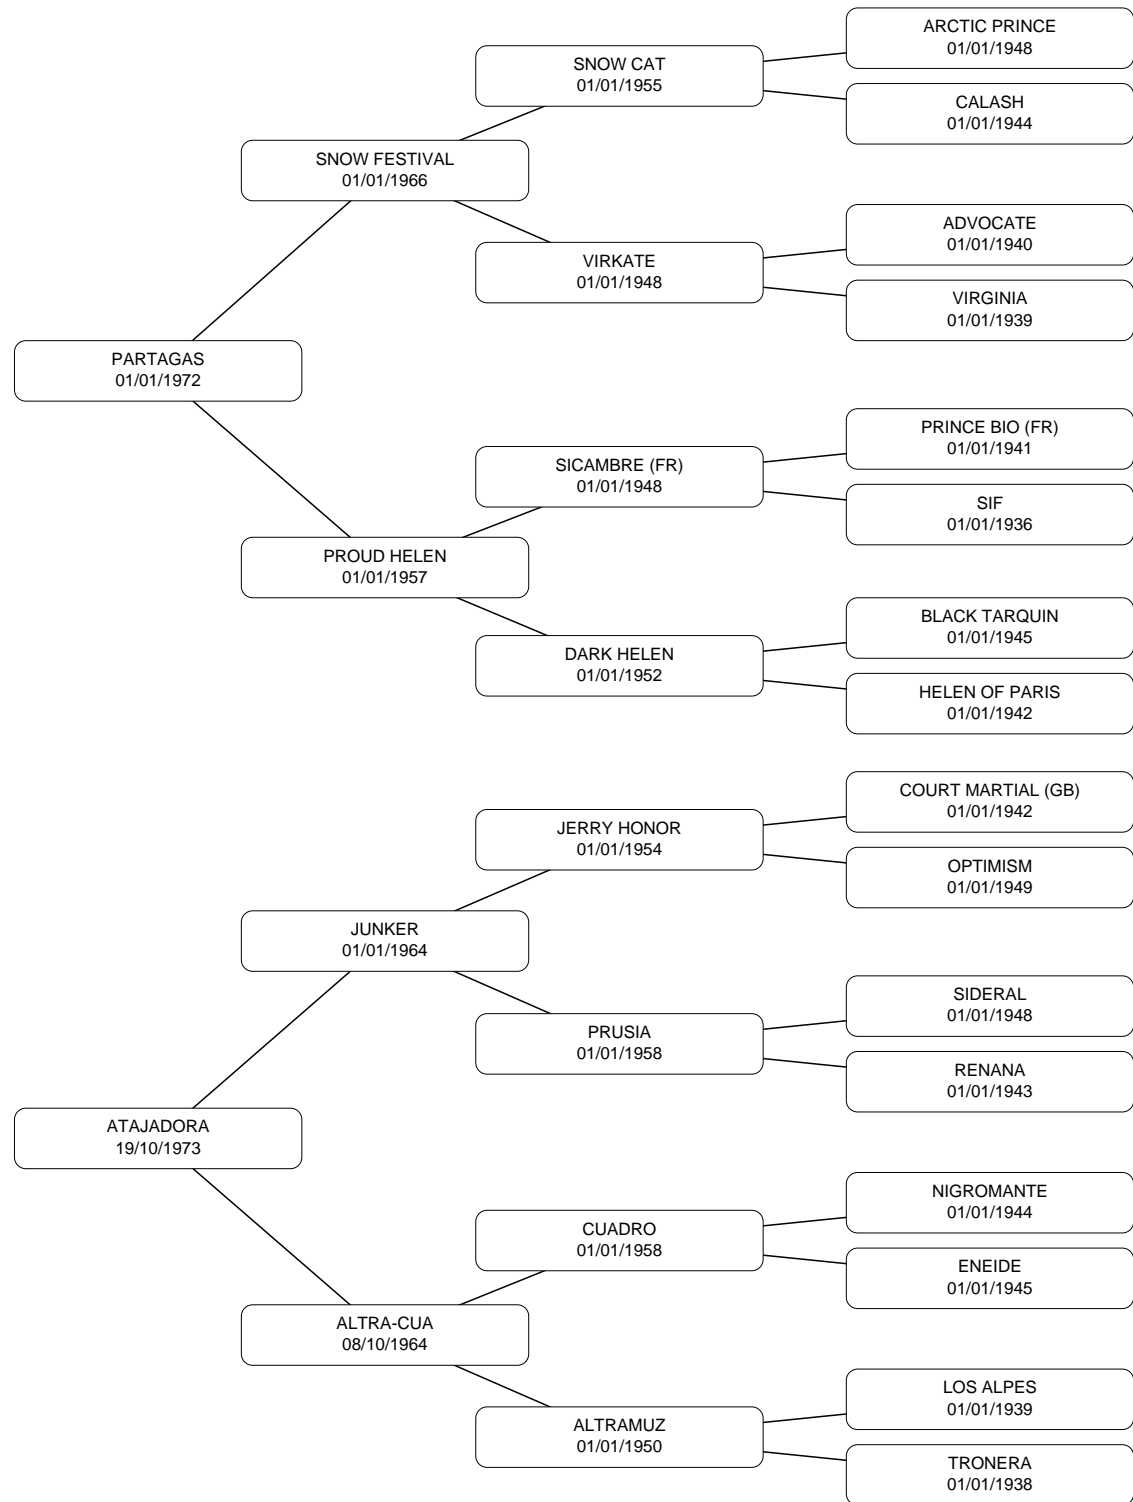 ARCTIC PRINCE
01/01/1948
SNOW CAT
01/01/1955
CALASH
01/01/1944
SNOW FESTIVAL
01/01/1966
ADVOCATE
01/01/1940
VIRKATE
01/01/1948
VIRGINIA
01/01/1939
PARTAGAS
01/01/1972
PRINCE BIO (FR)
01/01/1941
SICAMBRE (FR)
01/01/1948
SIF
01/01/1936
PROUD HELEN
01/01/1957
BLACK TARQUIN
01/01/1945
DARK HELEN
01/01/1952
HELEN OF PARIS
01/01/1942
COURT MARTIAL (GB)
01/01/1942
JERRY HONOR
01/01/1954
OPTIMISM
01/01/1949
JUNKER
01/01/1964
SIDERAL
01/01/1948
PRUSIA
01/01/1958
RENANA
01/01/1943
ATAJADORA
19/10/1973
NIGROMANTE
01/01/1944
CUADRO
01/01/1958
ENEIDE
01/01/1945
ALTRA-CUA
08/10/1964
LOS ALPES
01/01/1939
ALTRAMUZ
01/01/1950
TRONERA
01/01/1938